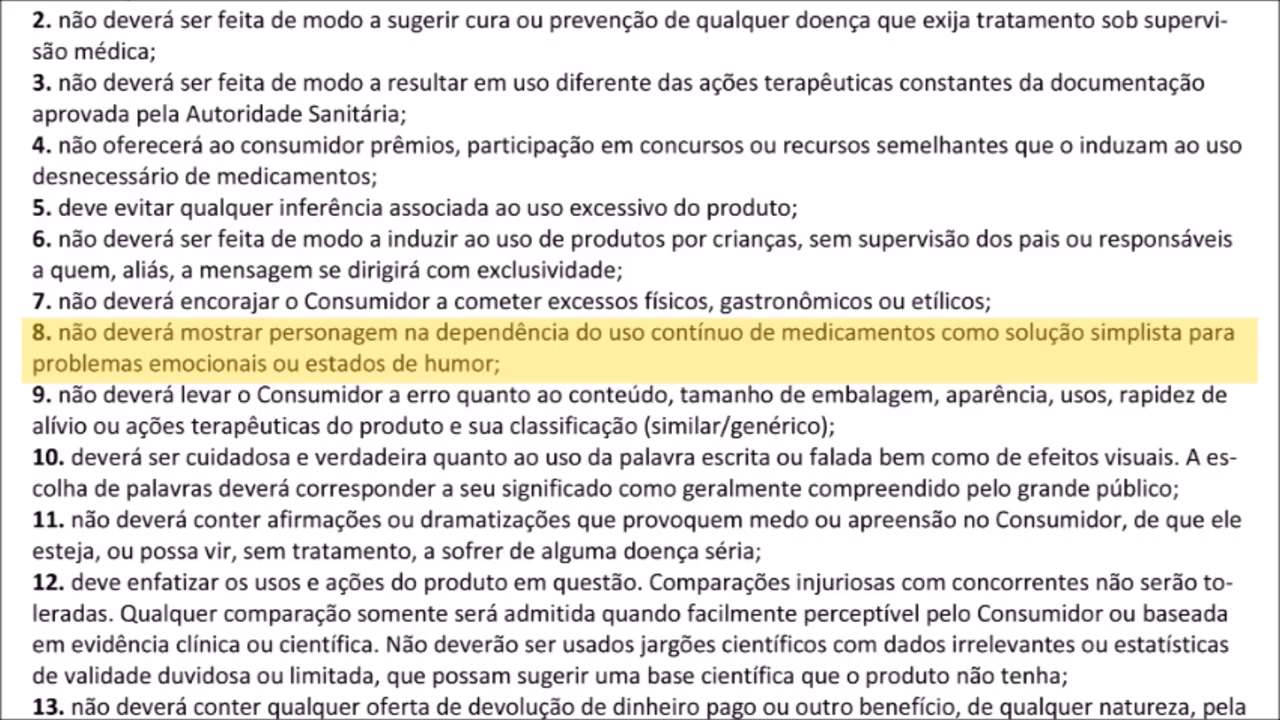 2. não deverá ser feita de modo a sugerir cura ou prevenção de qualquer doença que exija tratamento sob supervi-
são médica;
3. não deverá ser feita de modo a resultar em uso diferente das ações terapêuticas constantes da documentação
aprovada pela Autoridade Sanitária;
4. não oferecerá ao consumidor prêmios, participação em concursos ou recursos semelhantes que o induzam ao uso
desnecessário de medicamentos;
5. deve evitar qualquer inferência associada ao uso excessivo do produto;
6. não deverá ser feita de modo a induzir ao uso de produtos por crianças, sem supervisão dos pais ou responsáveis
a quem, aliás, a mensagem se dirigirá com exclusividade;
7. não deverá encorajar o Consumidor a cometer excessos físicos, gastronômicos ou etílicos;
8. não deverá mostrar personagem na dependência do uso contínuo de medicamentos como solução simplista para
problemas emocionais ou estados de humor;
9. não deverá levar o Consumidor a erro quanto ao conteúdo, tamanho de embalagem, aparência, usos, rapidez de
alívio ou ações terapêuticas do produto e sua classificação (similar/genérico);
10. deverá ser cuidadosa e verdadeira quanto ao uso da palavra escrita ou falada bem como de efeitos visuais. A es-
colha de palavras deverá corresponder a seu significado como geralmente compreendido pelo grande público;
11. não deverá conter afirmações ou dramatizações que provoquem medo ou apreensão no Consumidor, de que ele
esteja, ou possa vir, sem tratamento, a sofrer de alguma doença séria;
12. deve enfatizar os usos e ações do produto em questão. Comparações injuriosas com concorrentes não serão to-
leradas. Qualquer comparação somente será admitida quando facilmente perceptível pelo Consumidor ou baseada
em evidência clínica ou científica. Não deverão ser usados jargões científicos com dados irrelevantes ou estatísticas
de validade duvidosa ou limitada, que possam sugerir uma base científica que o produto não tenha;
13. não deverá conter qualquer oferta de devolução de dinheiro pago ou outro benefício, de qualquer natureza, pela